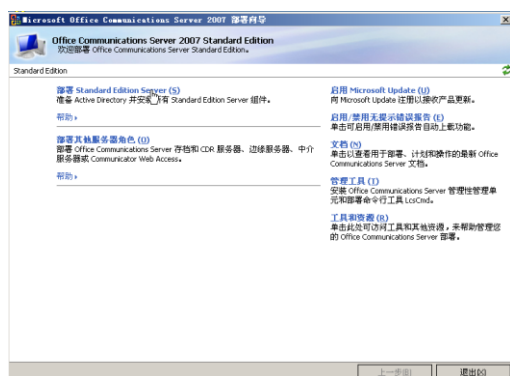 Microsoft Office Communications Server 2007 部署向导
Office Communications Server 2007 Standard Edition
欢迎部署 Office Communications Server Standard Edition。
Standard Edition
部署 Standard Edition Server (S)
准备 Active Directory 并安装所有 Standard Edition Server 组件。
帮助
部署其他服务器角色 (O)
部署 Office Communications Server 存档和 CDR 服务器、边缘服务器、中介
服务器或 Communicator Web Access。
帮助
启用 Microsoft Update (U)
向 Microsoft Update 注册以接收产品更新。
启用/禁用无提示错误报告 (E)
单击可启用/禁用错误报告自动上载功能。
文档 (N)
单击以查看用于部署、计划和操作的最新 Office
Communications Server 文档。
管理工具 (T)
安装 Office Communications Server 管理性管理单
元和部署命令行工具 LcsCmd。
工具和资源 (R)
单击此处可访问工具和其他资源，来帮助管理您
的 Office Communications Server 部署。
上一步(B)
退出(X)